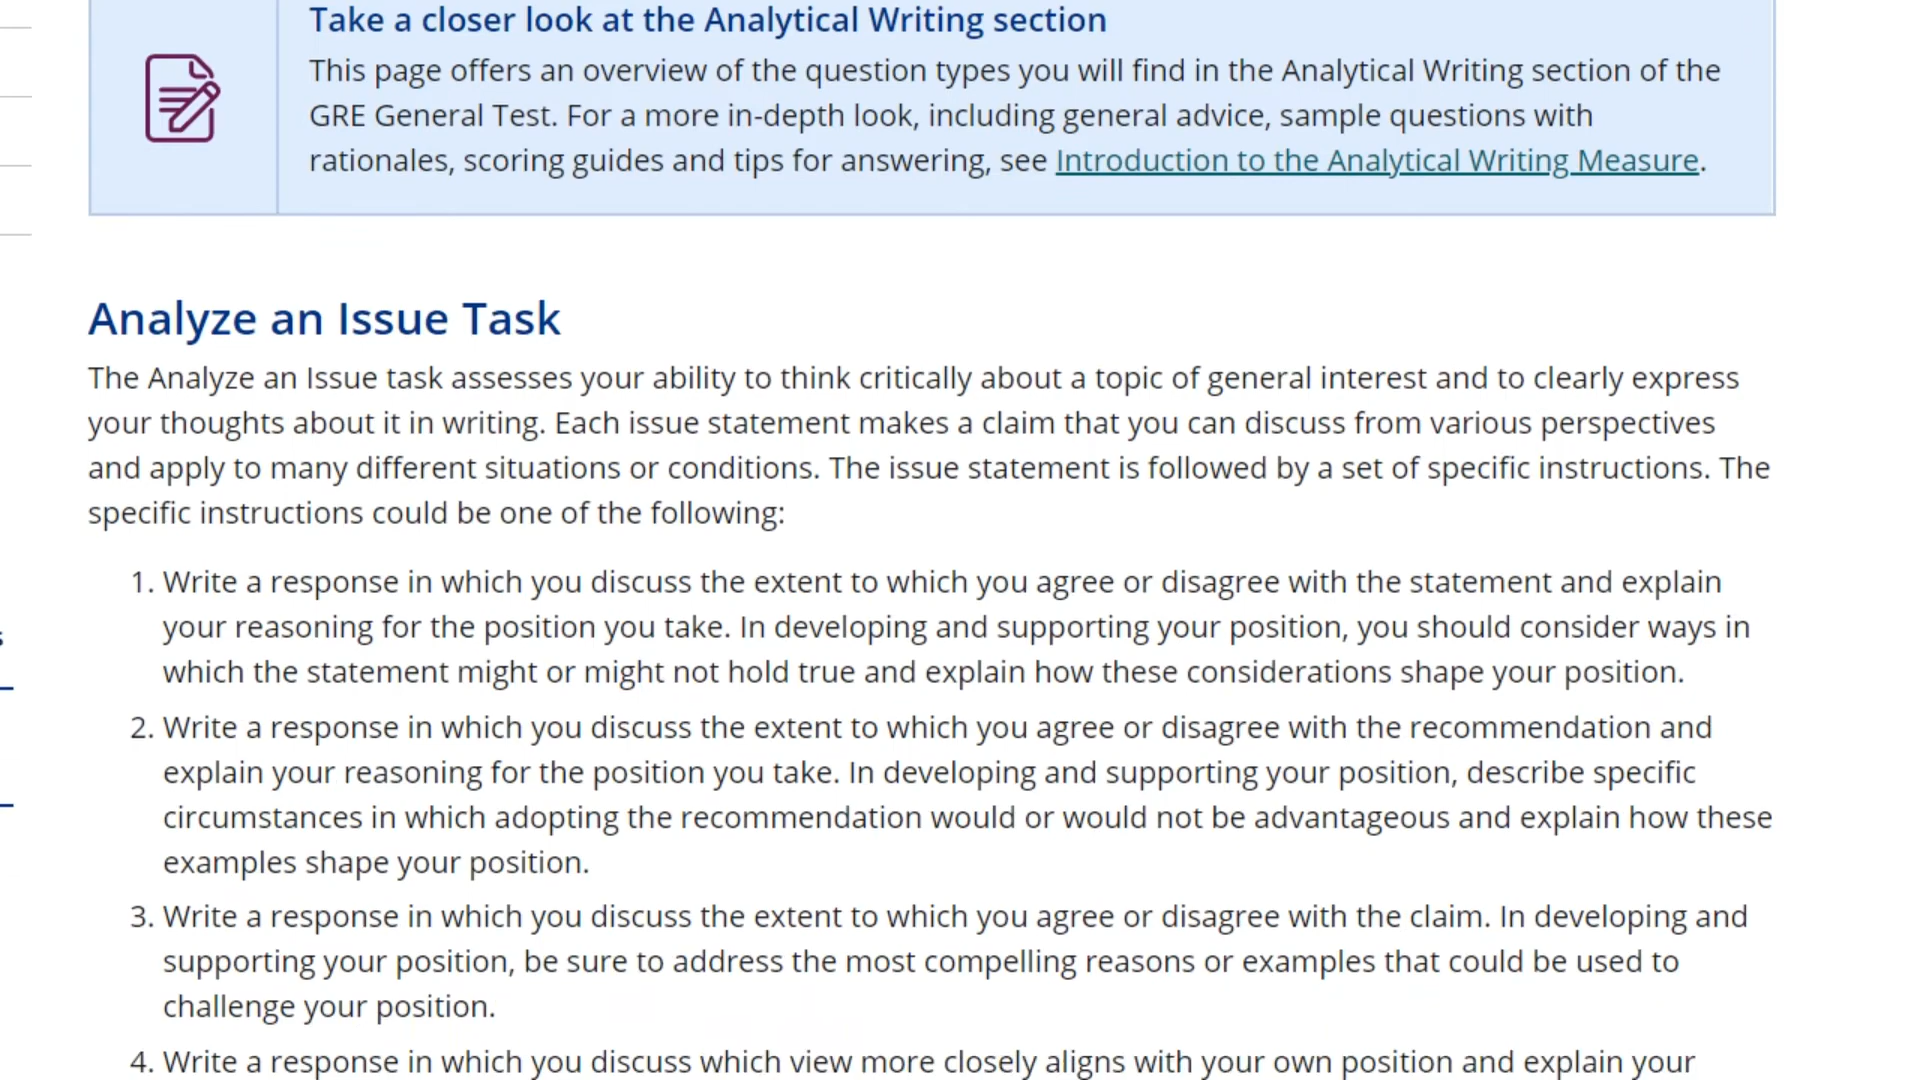 Take a closer look at the Analytical Writing section
This page offers an overview of the question types you will find in the Analytical Writing section of the
GRE General Test. For a more in-depth look, including general advice, sample questions with
rationales, scoring guides and tips for answering, see Introduction to the Analytical Writing Measure.
Analyze an Issue Task
The Analyze an Issue task assesses your ability to think critically about a topic of general interest and to clearly express
your thoughts about it in writing. Each issue statement makes a claim that you can discuss from various perspectives
and apply to many different situations or conditions. The issue statement is followed by a set of specific instructions. The
specific instructions could be one of the following:
1. Write a response in which you discuss the extent to which you agree or disagree with the statement and explain
your reasoning for the position you take. In developing and supporting your position, you should consider ways in
which the statement might or might not hold true and explain how these considerations shape your position.
2. Write a response in which you discuss the extent to which you agree or disagree with the recommendation and
explain your reasoning for the position you take. In developing and supporting your position, describe specific
circumstances in which adopting the recommendation would or would not be advantageous and explain how these
examples shape your position.
3. Write a response in which you discuss the extent to which you agree or disagree with the claim. In developing and
supporting your position, be sure to address the most compelling reasons or examples that could be used to
challenge your position.
4. Write a response in which you discuss which view more closely aligns with your own position and explain your